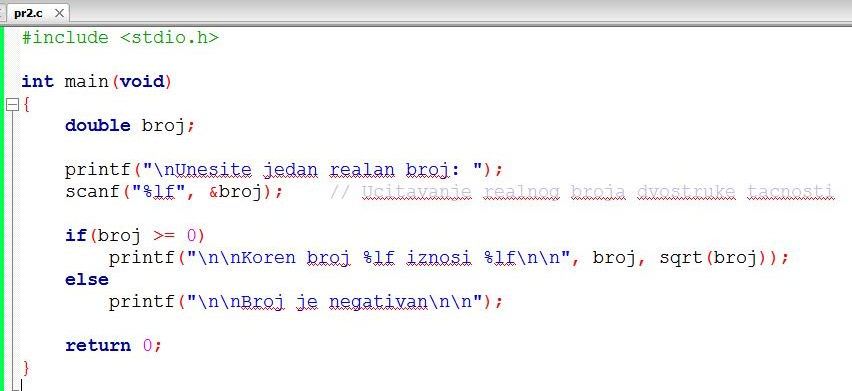 pr2.c
#include <stdio.h>
int main(void)
{
double broj;
printf("\nUnesite jedan realan broj: ");
scanf("%lf", &broj); // Ucitavanje realnog broja dvostruke tacnosti
if(broj >= 0)
printf("\n\nKoren broj %lf iznosi %lf\n\n", broj, sqrt(broj));
else
printf("\n\nBroj je negativan\n\n");
return 0;
}